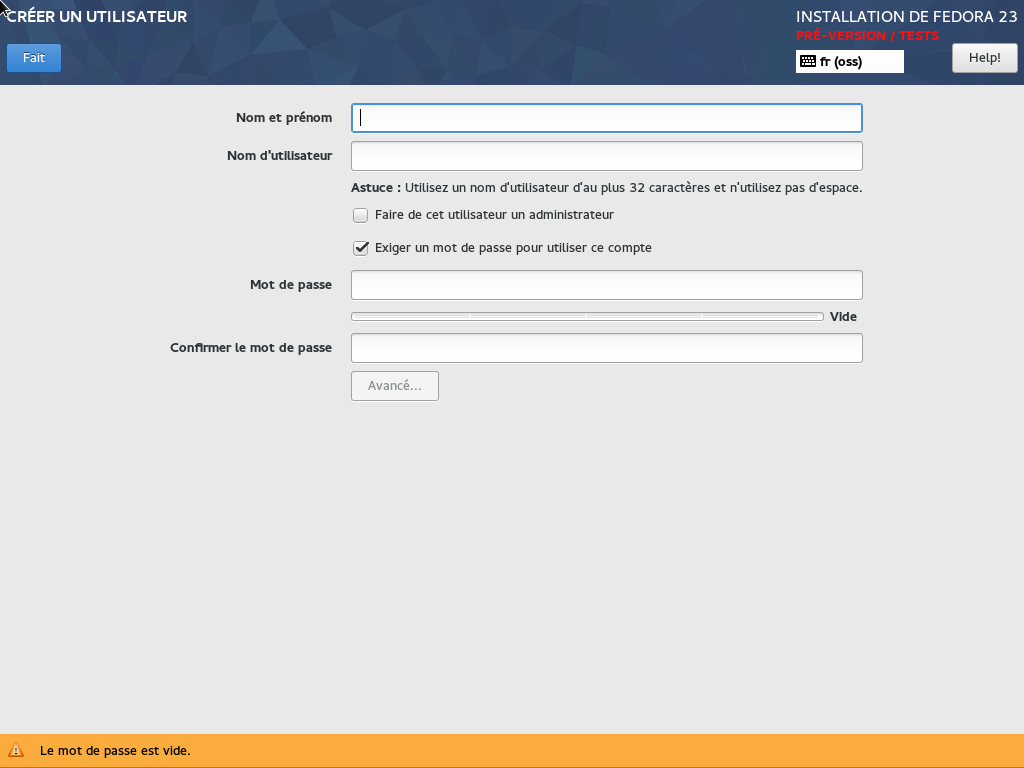 CRÉER UN UTILISATEUR
INSTALLATION DE FEDORA 23
PRÉ-VERSION / TESTS
Fait
fr (oss)
Help!
Nom et prénom
Nom d'utilisateur
Astuce : Utilisez un nom d'utilisateur d'au plus 32 caractères et n'utilisez pas d'espace.
Faire de cet utilisateur un administrateur
Exiger un mot de passe pour utiliser ce compte
Mot de passe
Vide
Confirmer le mot de passe
Avancé...
Le mot de passe est vide.